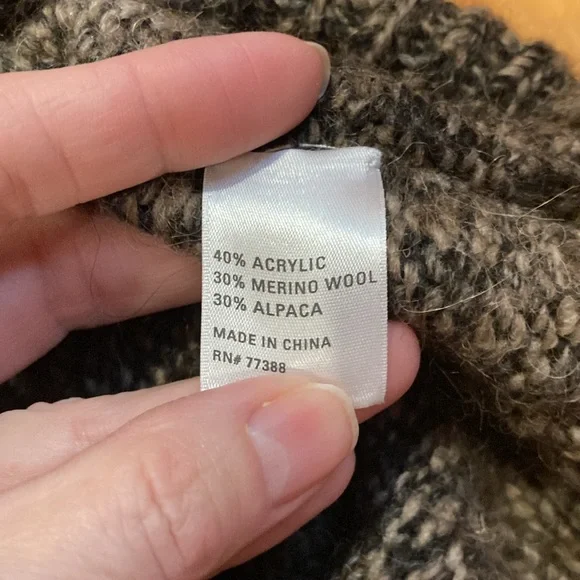 40% ACRYLIC
30% MERINO WOOL
30% ALPACA
MADE IN CHINA
RN# 77388